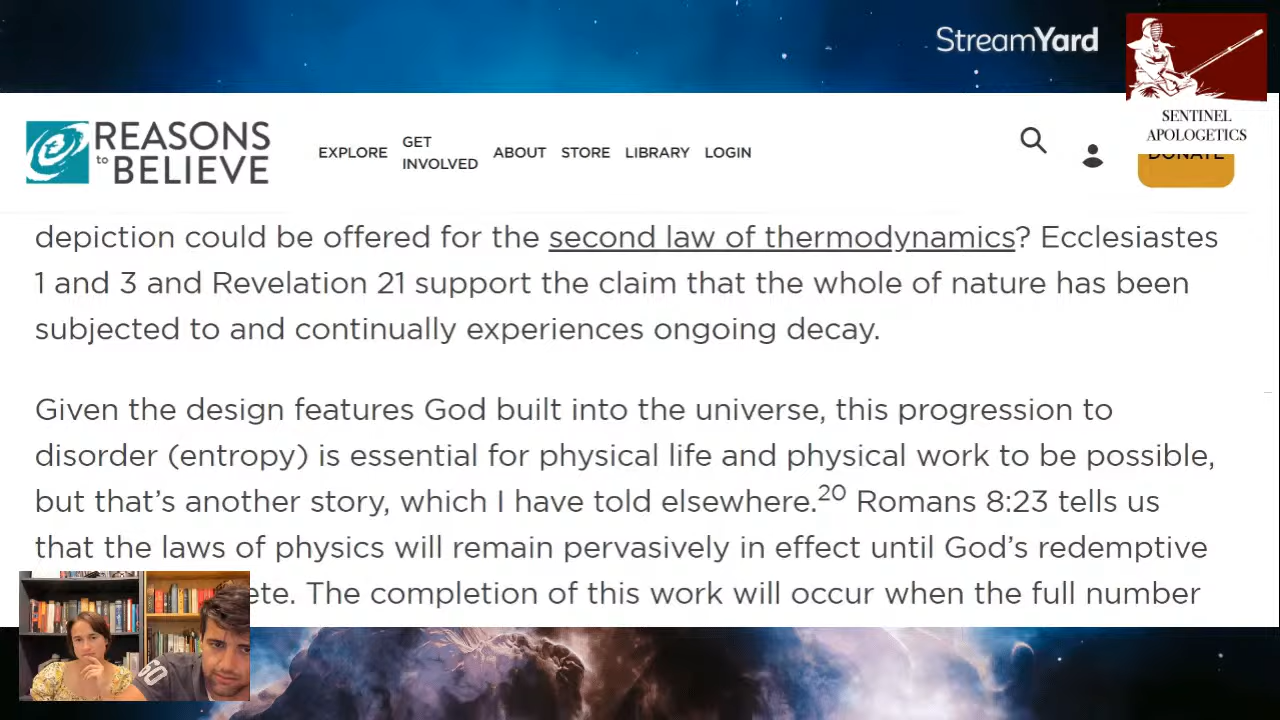 StreamYard
SENTINEL
APOLOGETICS
REASONS
to
BELIEVE
EXPLORE
GET
INVOLVED
ABOUT
STORE
LIBRARY
LOGIN
DONATE
depiction could be offered for the second law of thermodynamics? Ecclesiastes
1 and 3 and Revelation 21 support the claim that the whole of nature has been
subjected to and continually experiences ongoing decay.
Given the design features God built into the universe, this progression to
disorder (entropy) is essential for physical life and physical work to be possible,
but that’s another story, which I have told elsewhere.20 Romans 8:23 tells us
that the laws of physics will remain pervasively in effect until God’s redemptive
ete. The completion of this work will occur when the full number
60